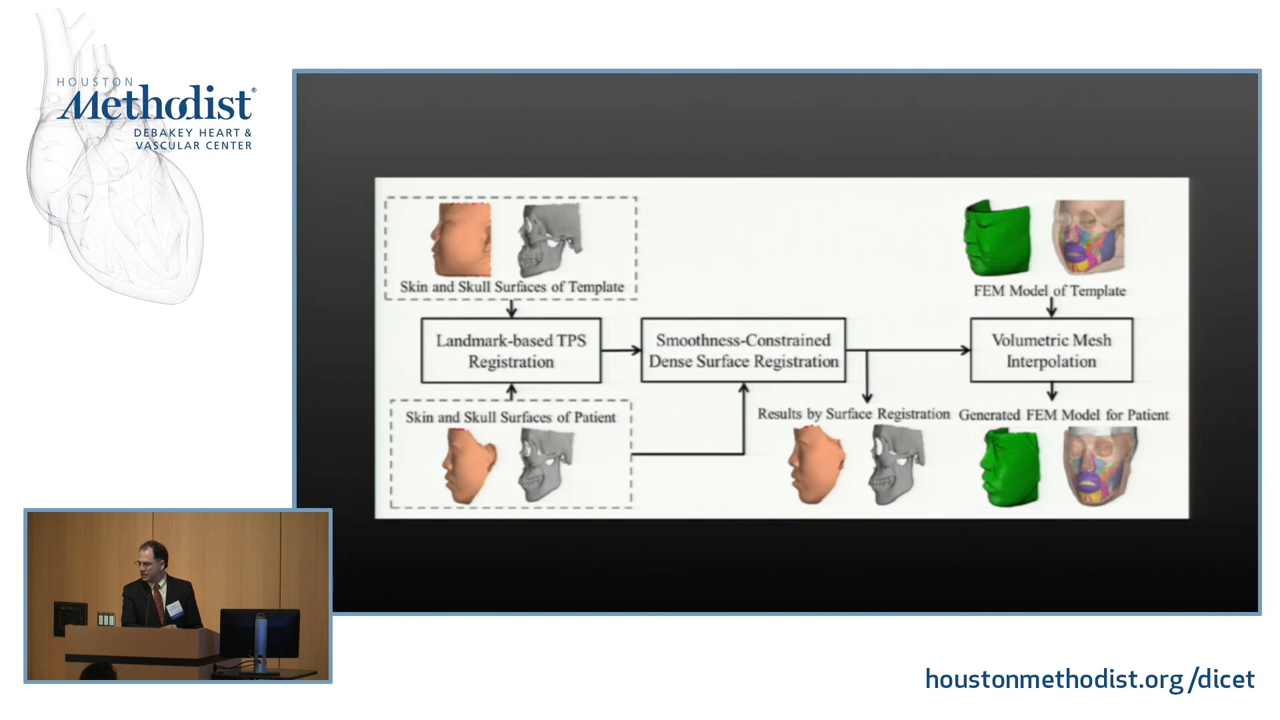 HOUSTON
Methodist®
DEBAKEY HEART &
VASCULAR CENTER
Skin and Skull Surfaces of Template
FEM Model of Template
Landmark-based TPS
Registration
Smoothness-Constrained
Dense Surface Registration
Volumetric Mesh
Interpolation
Skin and Skull Surfaces of Patient
Results by Surface Registration
Generated FEM Model for Patient
houstonmethodist.org/dicet